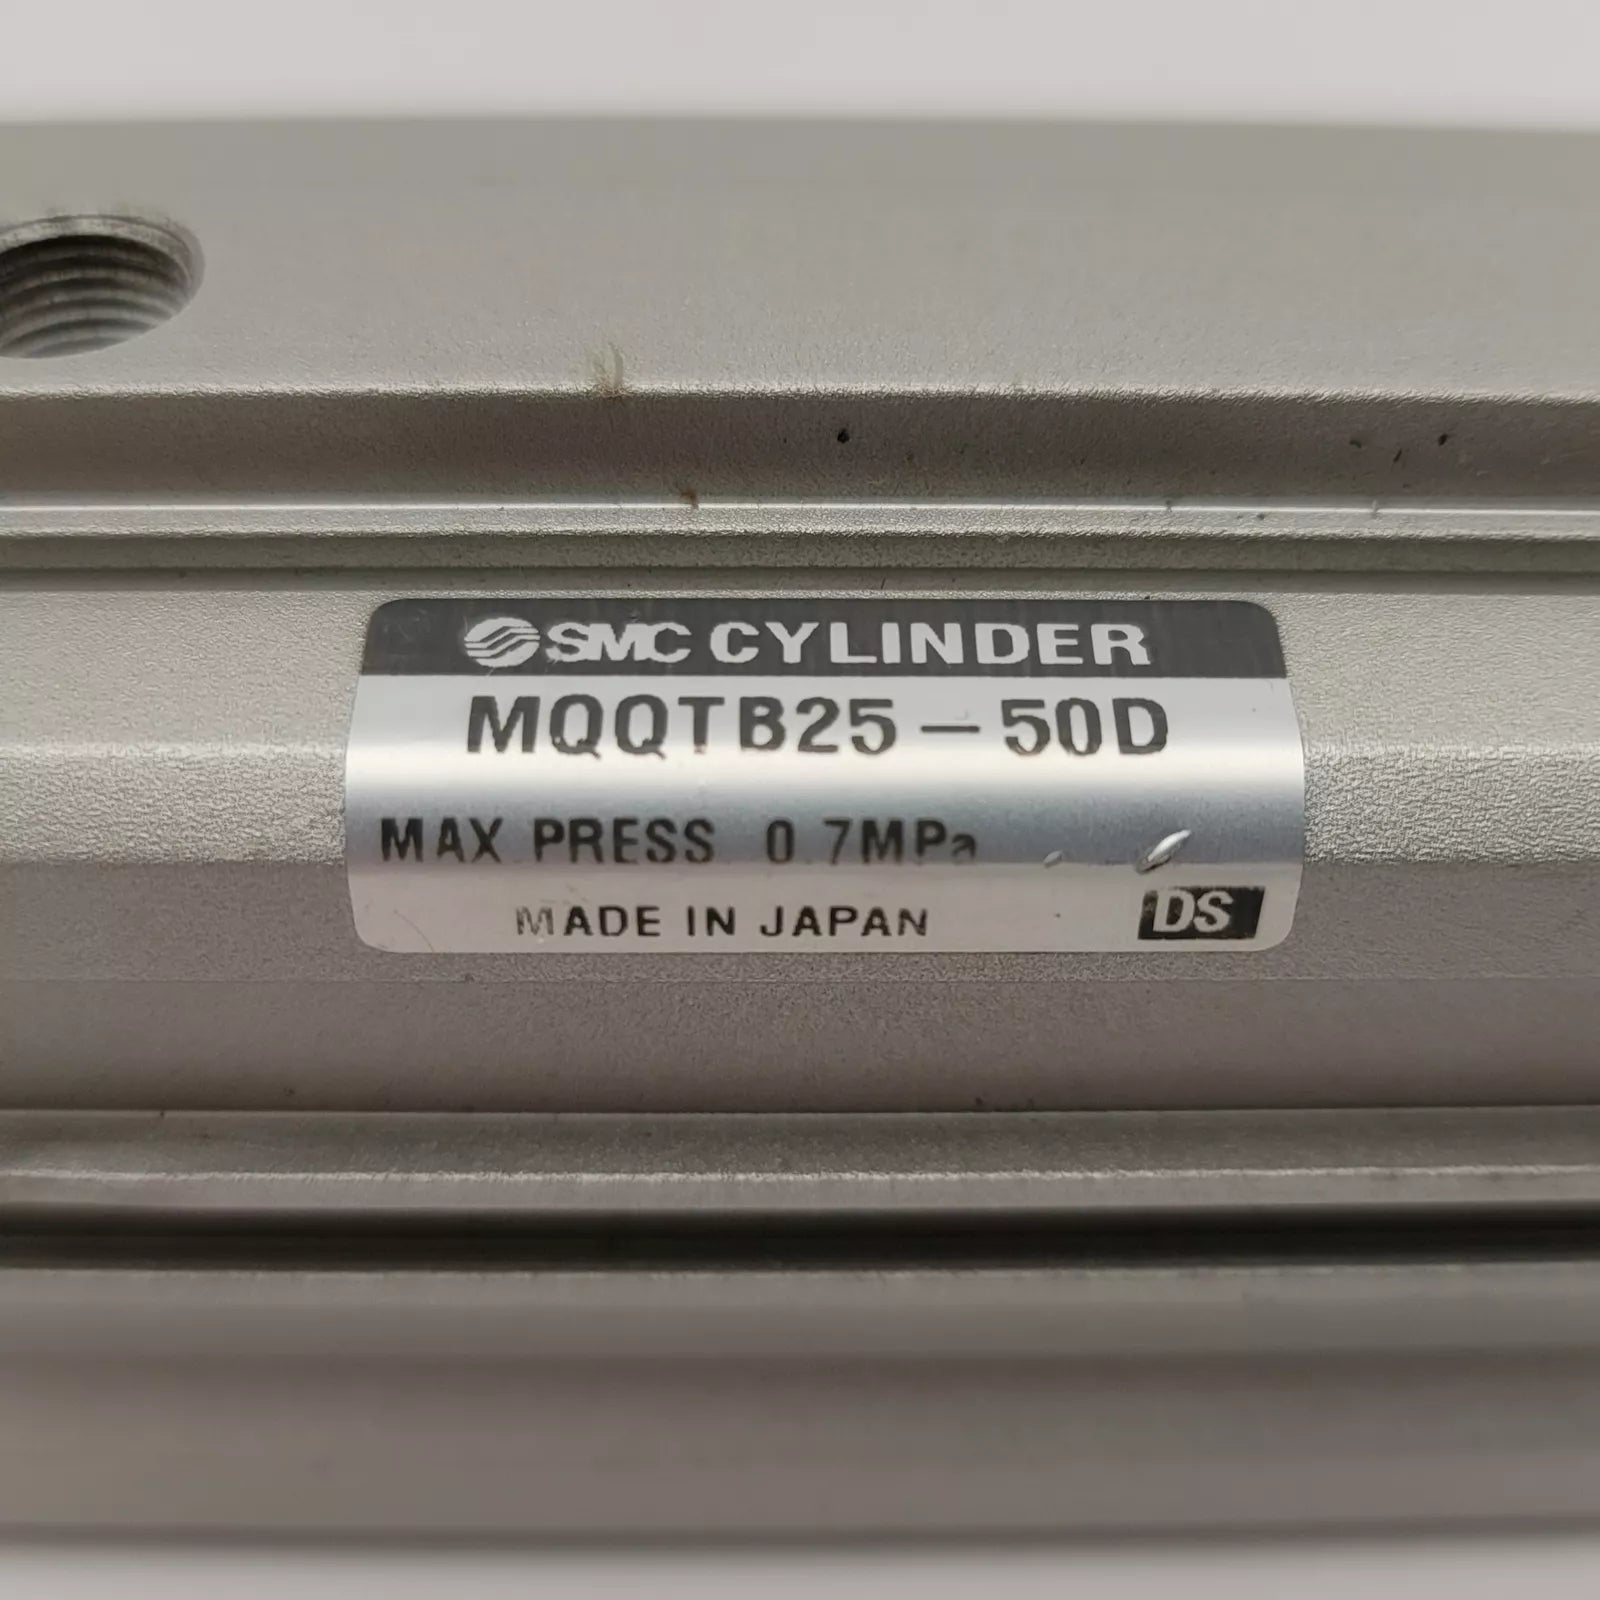 SMC CYLINDER
MQQTB25-50D
MAX PRESS 0.7MPa
MADE IN JAPAN
DS